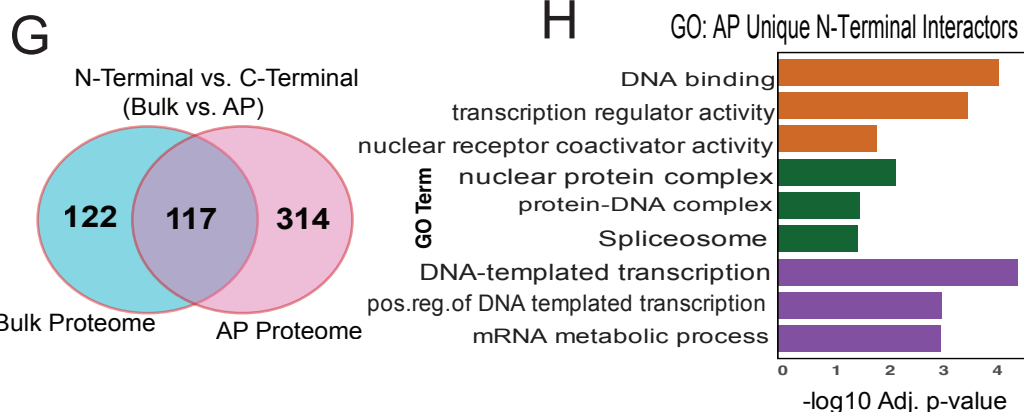 G
N-Terminal vs. C-Terminal
(Bulk vs. AP)
122
117
314
Bulk Proteome
AP Proteome
H
GO: AP Unique N-Terminal Interactors
GO Term
DNA binding
transcription regulator activity
nuclear receptor coactivator activity
nuclear protein complex
protein-DNA complex
Spliceosome
DNA-templated transcription
pos.reg.of DNA templated transcription
mRNA metabolic process
0 1 2 3 4
-log10 Adj. p-value